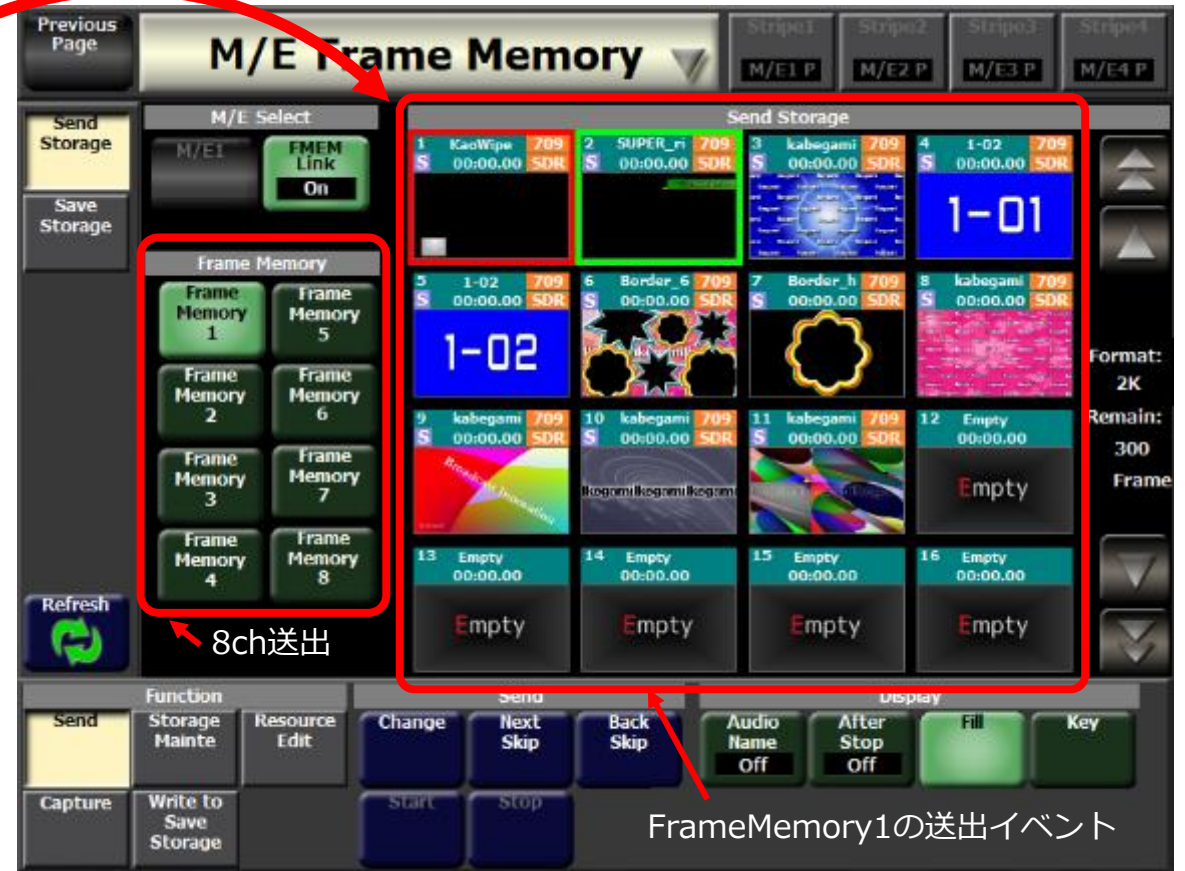 Previous
Page
M/E Frame Memory
Stripe1
M/E1 P
Stripe2
M/E2 P
Stripe3
M/E3 P
Stripe4
M/E4 P
Send
Storage
Save
Storage
Refresh
M/E Select
M/E1
FMEM
Link
On
Frame Memory
Frame
Memory
1
Frame
Memory
5
Frame
Memory
2
Frame
Memory
6
Frame
Memory
3
Frame
Memory
7
Frame
Memory
4
Frame
Memory
8
8ch送出
Send Storage
1 KaoWipe 709
S 00:00.00 SDR
2 SUPER_ri 709
S 00:00.00 SDR
3 kabegami 709
S 00:00.00 SDR
4 1-02 709
S 00:00.00 SDR
1-01
5 1-02 709
S 00:00.00 SDR
1-02
6 Border_6 709
S 00:00.00 SDR
7 Border_h 709
S 00:00.00 SDR
8 kabegami 709
S 00:00.00 SDR
9 kabegami 709
S 00:00.00 SDR
Broadcast Innovation
10 kabegami 709
S 00:00.00 SDR
IkegamiIkegamiIkegami
11 kabegami 709
S 00:00.00 SDR
12 Empty
00:00.00
Empty
13 Empty
00:00.00
Empty
14 Empty
00:00.00
Empty
15 Empty
00:00.00
Empty
16 Empty
00:00.00
Empty
Format:
2K
Remain:
300
Frame
Function
Send
Storage
Mainte
Resource
Edit
Capture
Write to
Save
Storage
Send
Change
Next
Skip
Back
Skip
Start
Stop
Display
Audio
Name
Off
After
Stop
Off
Fill
Key
FrameMemory1の送出イベント